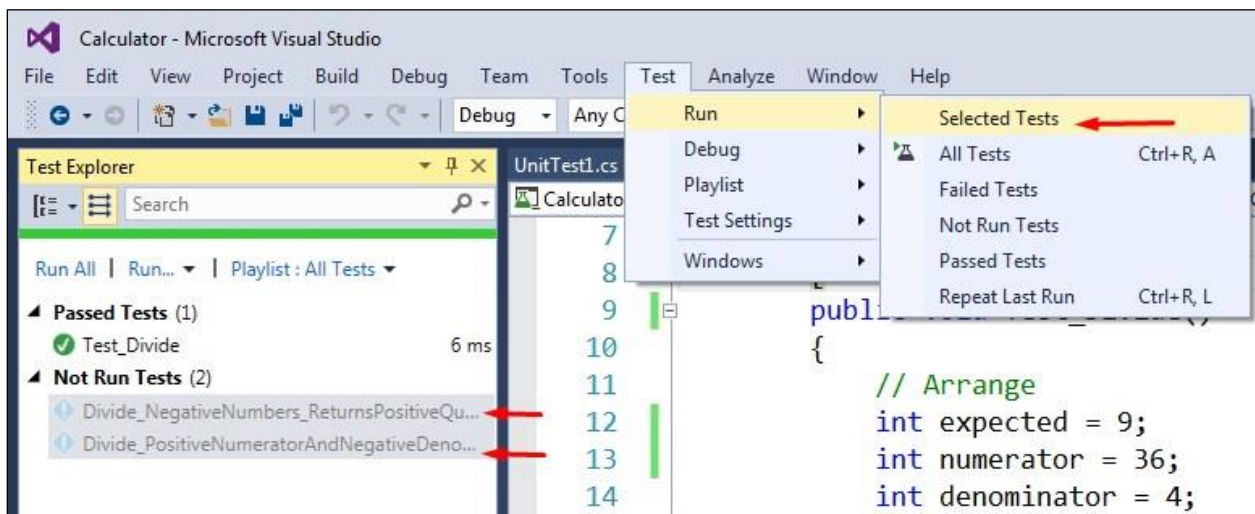 Calculator - Microsoft Visual Studio
File Edit View Project Build Debug Team Tools Test Analyze Window Help
Debug Any C
Run
Debug
Playlist
Test Settings
Windows
Selected Tests
All Tests Ctrl+R, A
Failed Tests
Not Run Tests
Passed Tests
Repeat Last Run Ctrl+R, L
Test Explorer
Search
Run All | Run... | Playlist : All Tests
Passed Tests (1)
Test_Divide 6 ms
Not Run Tests (2)
Divide_NegativeNumbers_ReturnsPositiveQu...
Divide_PositiveNumeratorAndNegativeDeno...
UnitTest1.cs
Calculato
7
8
9 publi
10 {
11 // Arrange
12 int expected = 9;
13 int numerator = 36;
14 int denominator = 4;